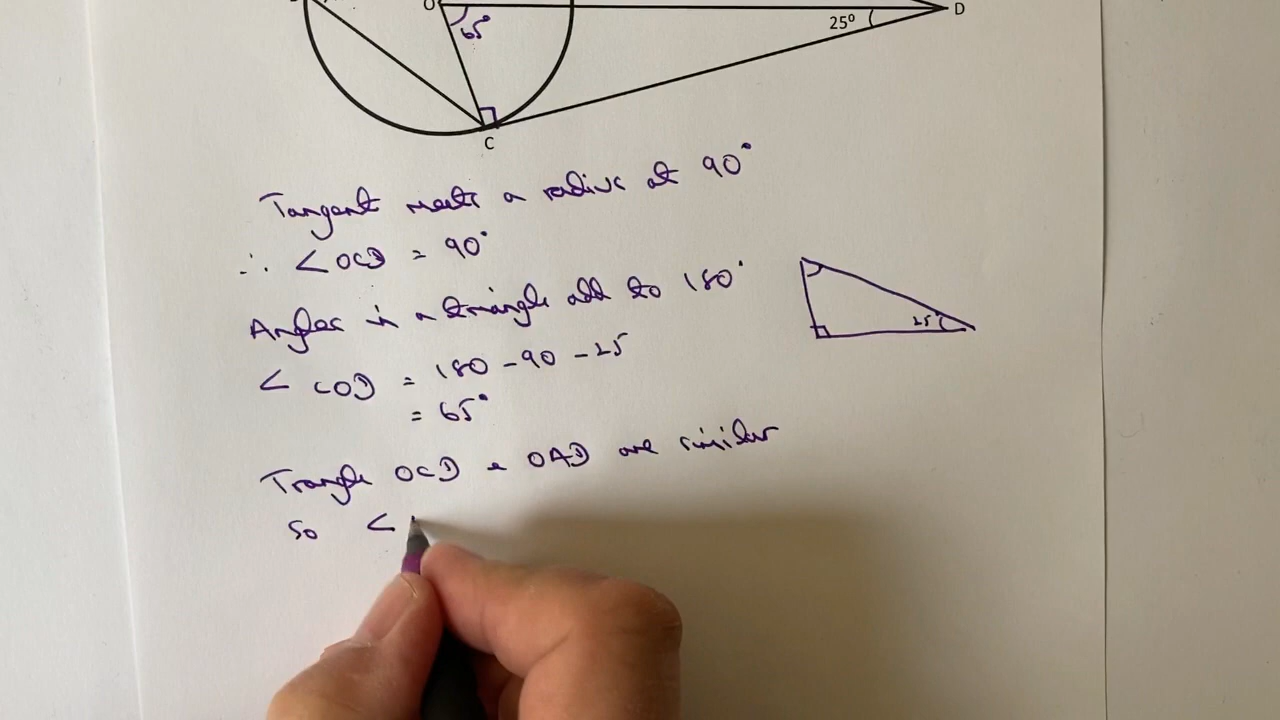 O
D
65°
25°
C
Tangent meets a radius at 90°
∴ ∠OCD = 90°
Angles in a triangle add to 180°
25°
∠ COD = 180 - 90 - 25
= 65°
Triangle OCD & OAD are similar
So ∠